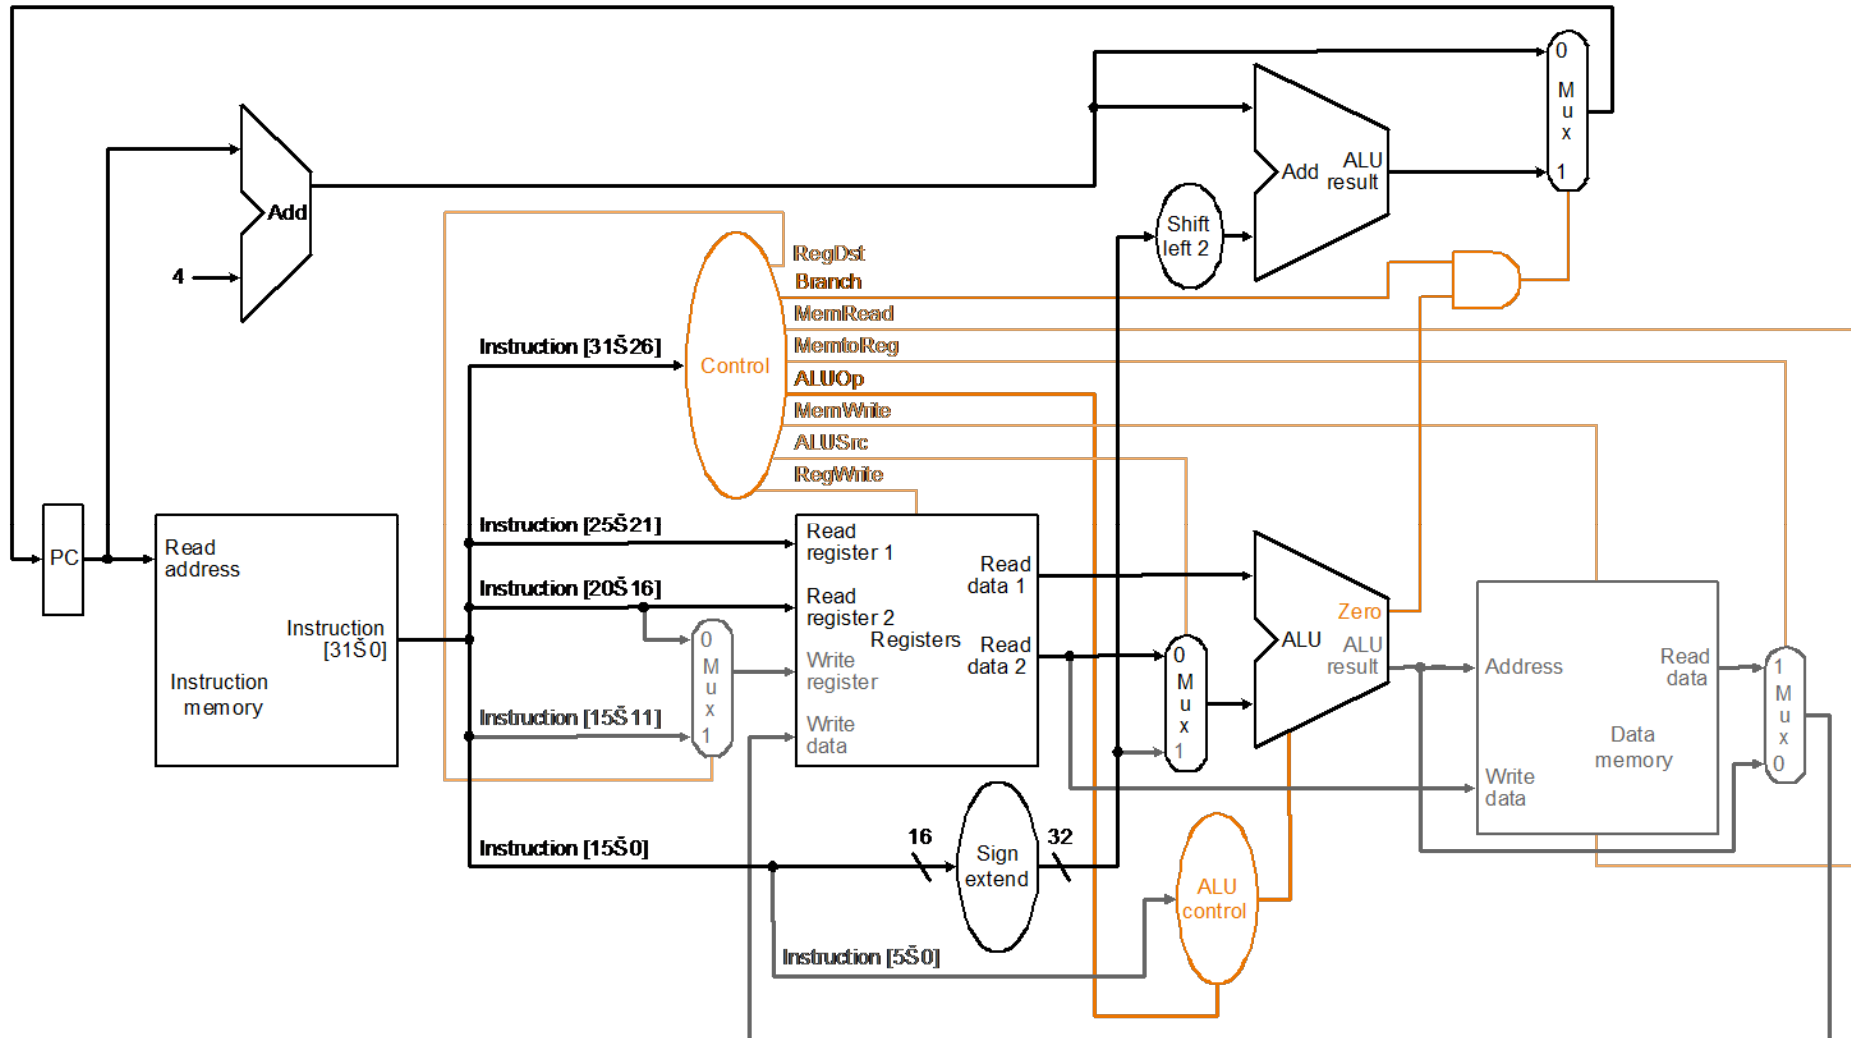 0
M
u
x
1
Add
ALU
result
Shift
left 2
Add
4
RegDst
Branch
MemRead
MemtoReg
ALUOp
MemWrite
ALUSrc
RegWrite
Control
Instruction [31Š26]
Instruction [25Š21]
Instruction [20Š16]
Instruction [15Š11]
Instruction [15Š0]
Instruction [5Š0]
PC
Read
address
Instruction
[31Š0]
Instruction
memory
0
M
u
x
1
Read
register 1
Read
register 2
Registers
Write
register
Write
data
Read
data 1
Read
data 2
0
M
u
x
1
Zero
ALU
ALU
result
Address
Read
data
Data
memory
Write
data
1
M
u
x
0
16
Sign
extend
32
ALU
control